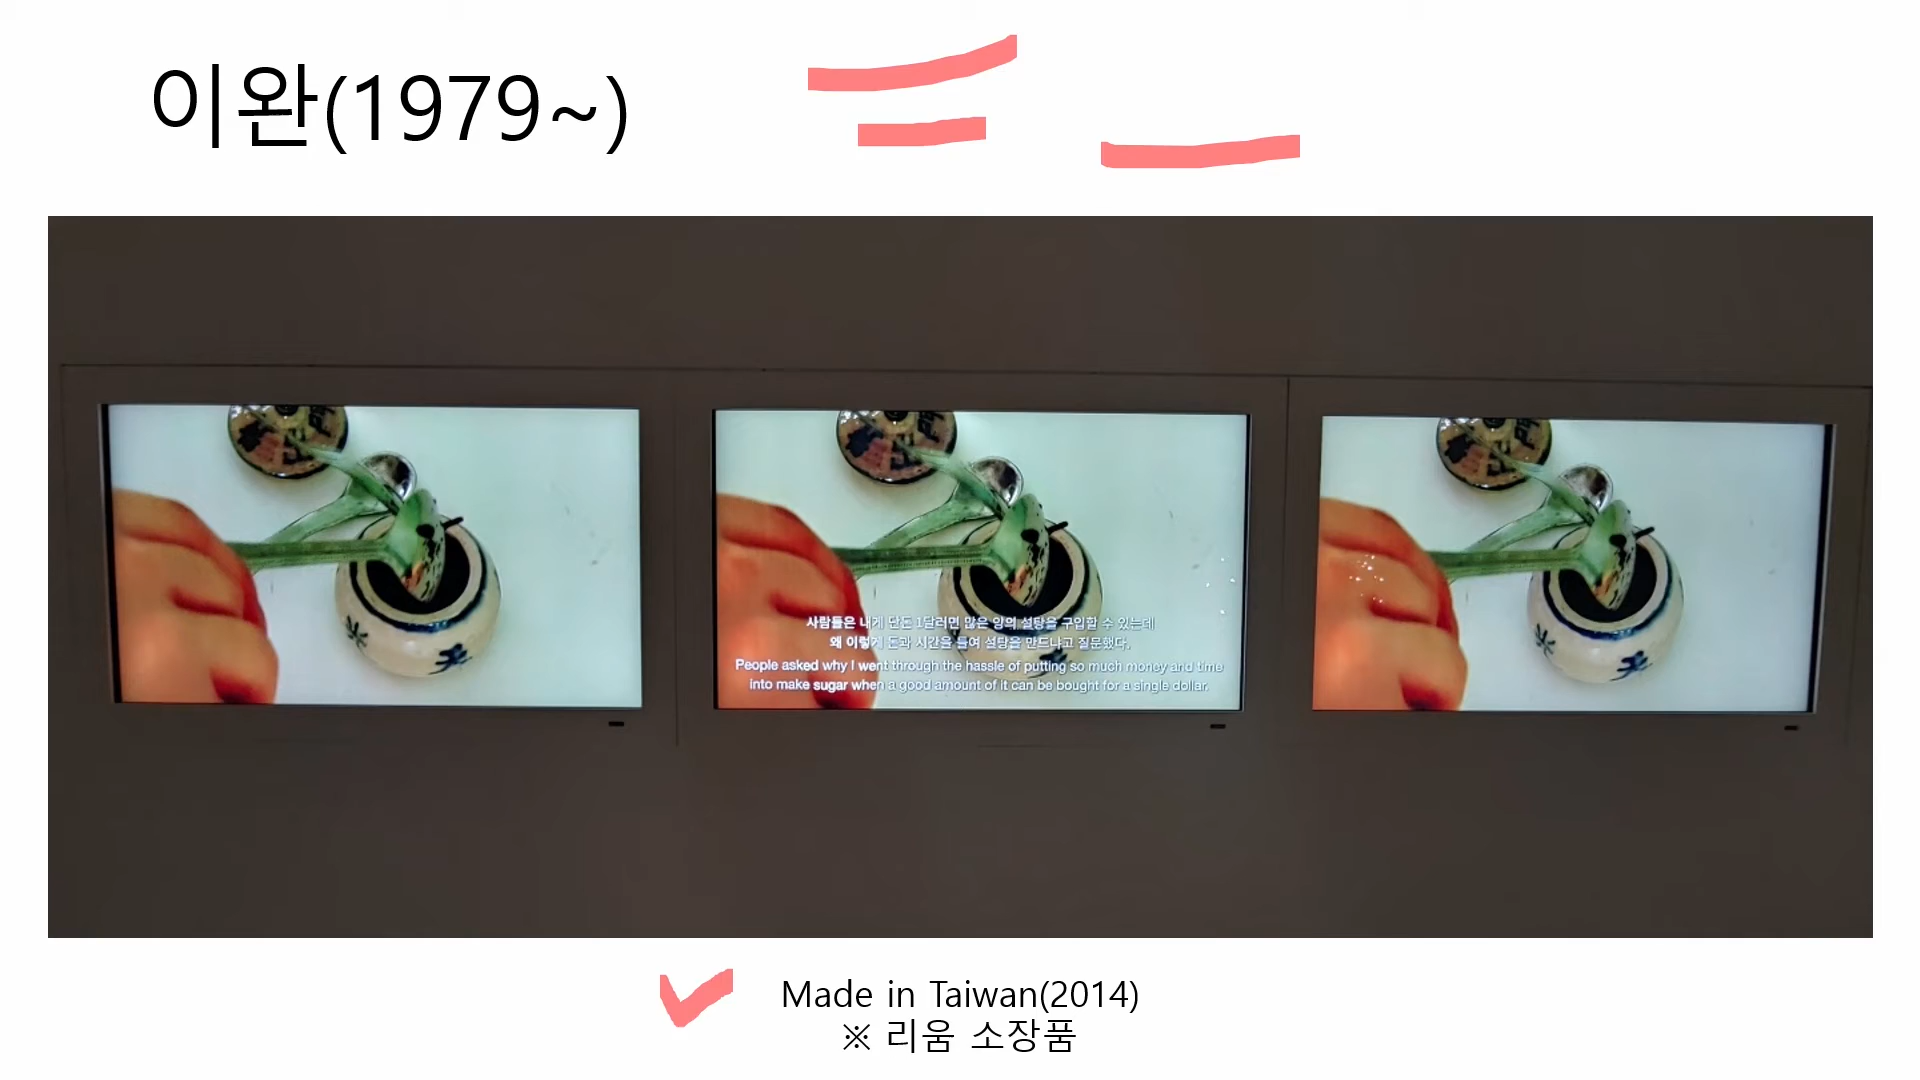 이완(1979~)
사람들은 내게 단돈 1달러면 많은 양의 설탕을 구입할 수 있는데
왜 이렇게 돈과 시간을 들여 설탕을 만드냐고 질문했다.
People asked why I went through the hassle of putting so much money and time
into make sugar when a good amount of it can be bought for a single dollar.
Made in Taiwan(2014)
※ 리움 소장품